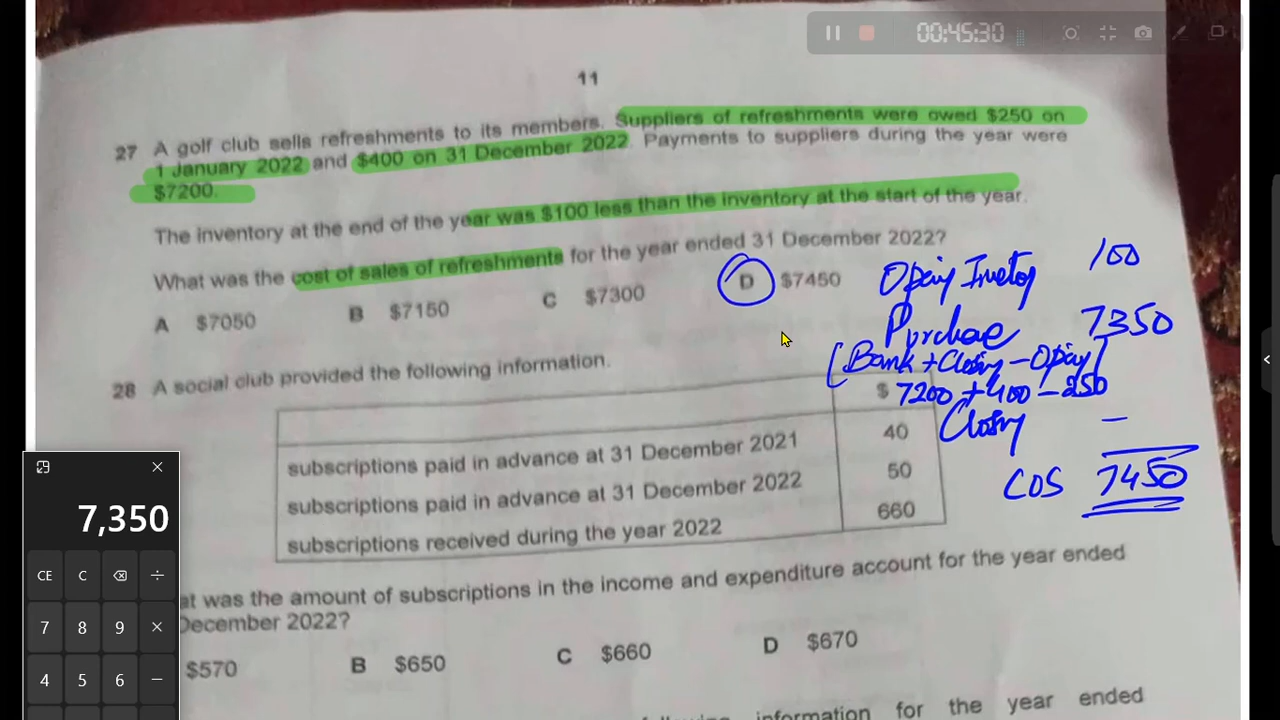 00:45:30
11
27 A golf club sells refreshments to its members. Suppliers of refreshments were owed $250 on
1 January 2022 and $400 on 31 December 2022. Payments to suppliers during the year were
$7200.
The inventory at the end of the year was $100 less than the inventory at the start of the year.
What was the cost of sales of refreshments for the year ended 31 December 2022?
A $7050 B $7150 C $7300 D $7450
100
Purchase 7350
[Bank + Closing - Opening]
7200 + 400 - 250
Closing -
COS 7450
28 A social club provided the following information.
$
subscriptions paid in advance at 31 December 2021 40
subscriptions paid in advance at 31 December 2022 50
subscriptions received during the year 2022 660
at was the amount of subscriptions in the income and expenditure account for the year ended
December 2022?
$570 B $650 C $660 D $670
information for the year ended
7,350
CE C ÷
7 8 9 ×
4 5 6 −